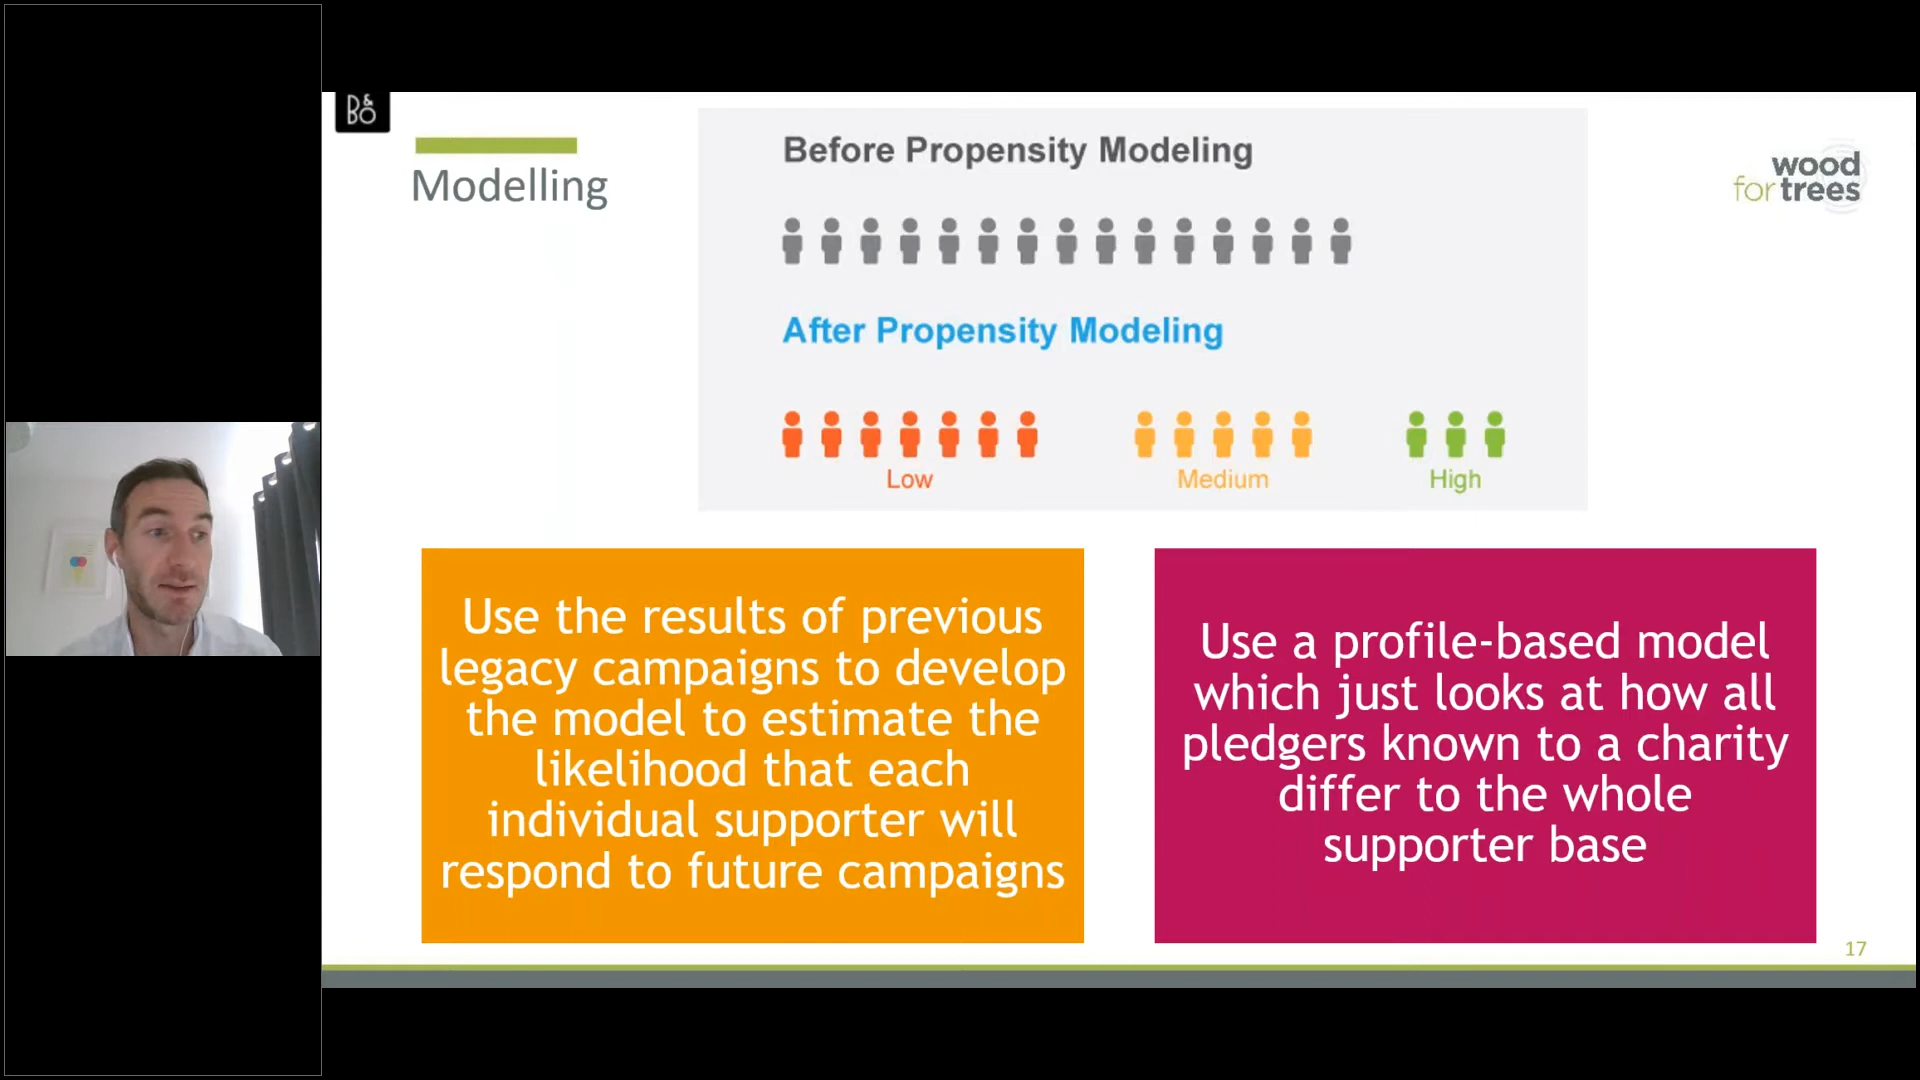 B&O
Modelling
Before Propensity Modeling
wood
for trees
After Propensity Modeling
Low
Medium
High
Use the results of previous
legacy campaigns to develop
the model to estimate the
likelihood that each
individual supporter will
respond to future campaigns
Use a profile-based model
which just looks at how all
pledgers known to a charity
differ to the whole
supporter base
17